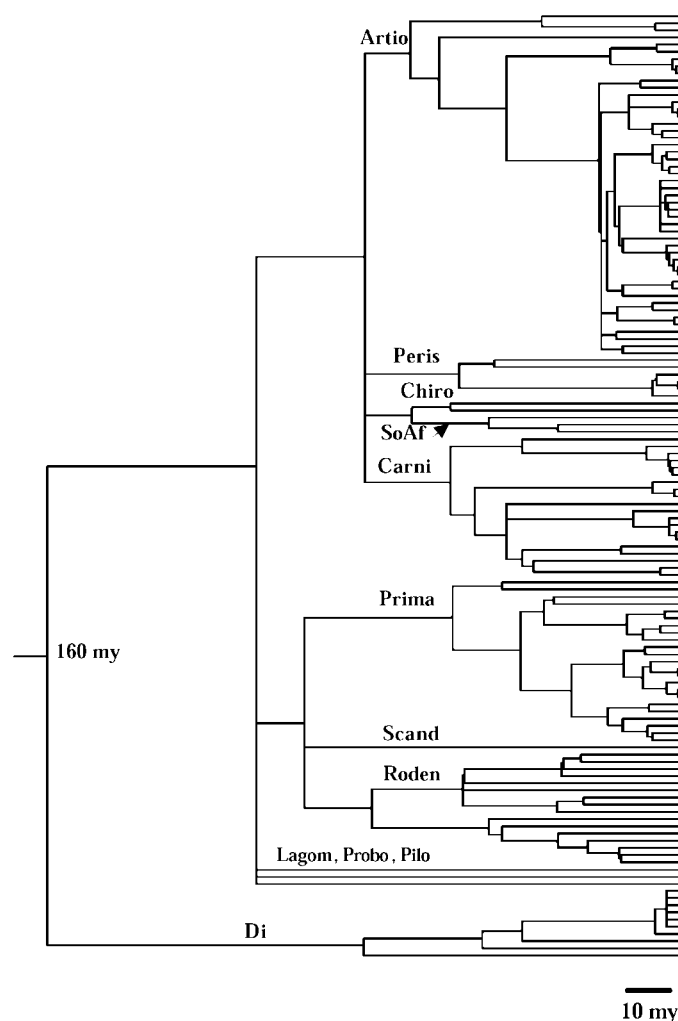 Artio
Peris
Chiro
SoAf
Carni
Prima
160 my
Scand
Roden
Lagom, Probo, Pilo
Di
10 my